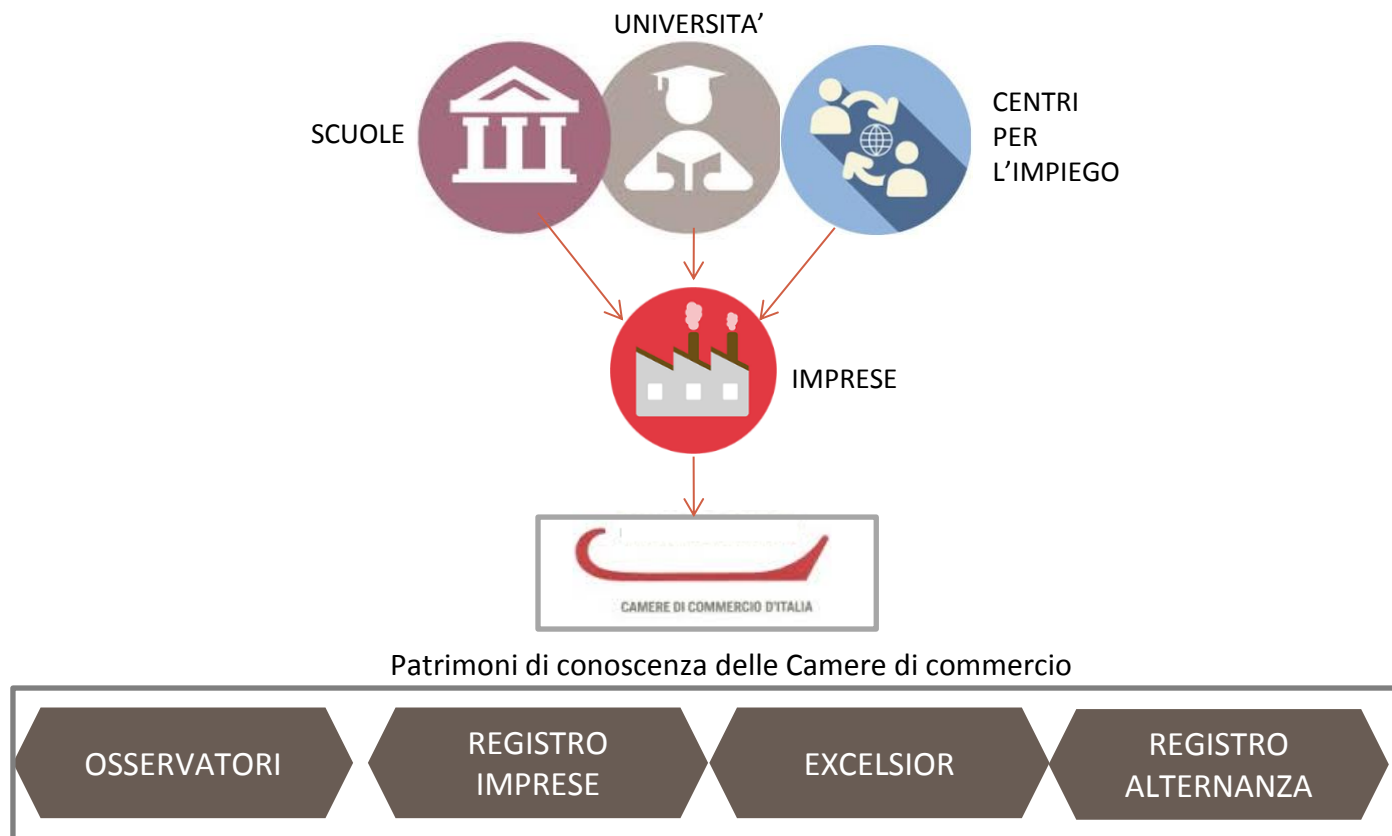 UNIVERSITA’
SCUOLE
CENTRI
PER
L’IMPIEGO
IMPRESE
CAMERE DI COMMERCIO D'ITALIA
Patrimoni di conoscenza delle Camere di commercio
OSSERVATORI
REGISTRO
IMPRESE
EXCELSIOR
REGISTRO
ALTERNANZA